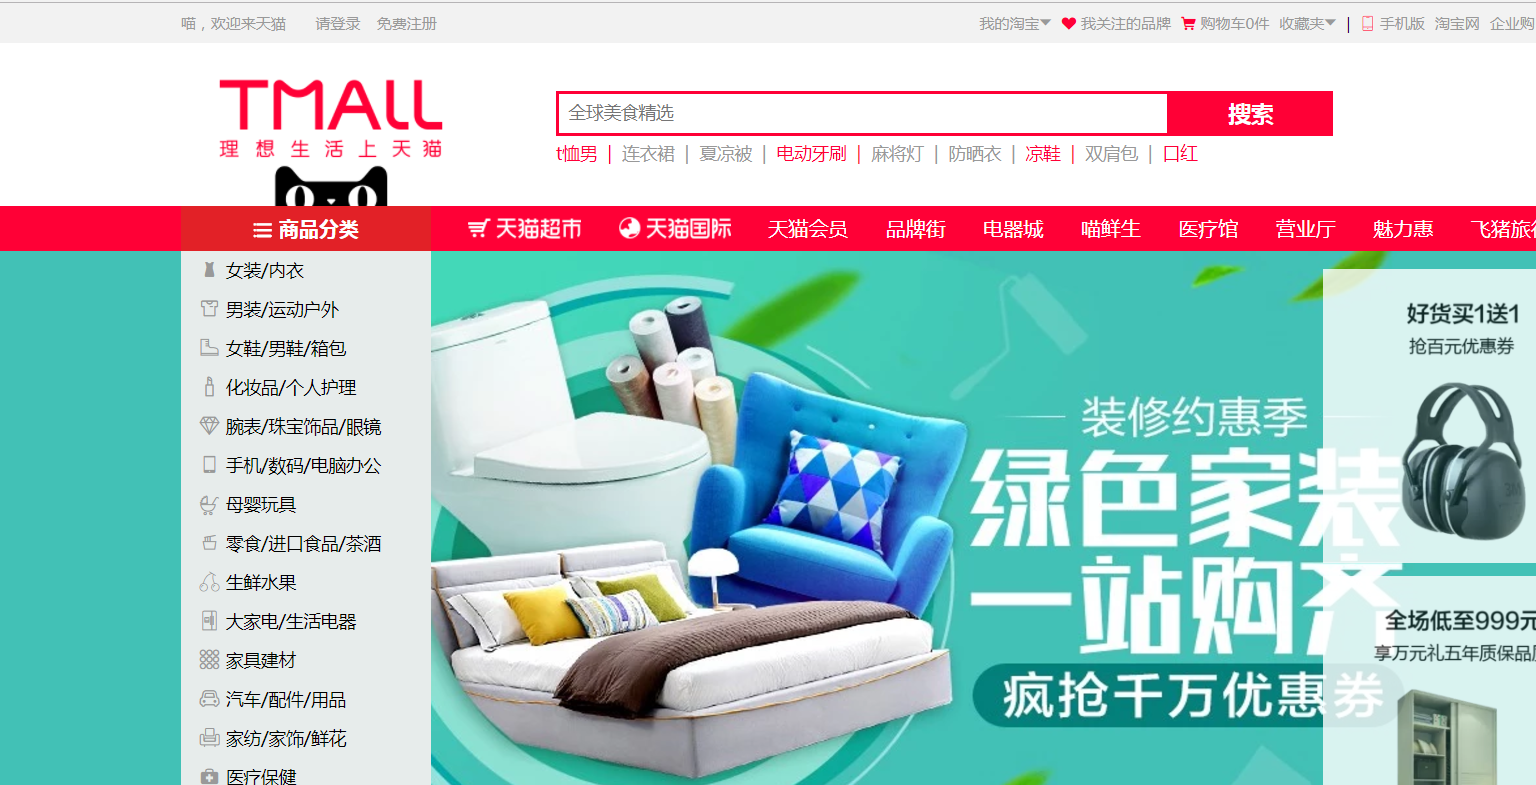 喵，欢迎来天猫 请登录 免费注册 我的淘宝 我关注的品牌 购物车0件 收藏夹 | 手机版 淘宝网 企业购
TMALL
理想生活上天猫
全球美食精选 搜索
t恤男 | 连衣裙 | 夏凉被 | 电动牙刷 | 麻将灯 | 防晒衣 | 凉鞋 | 双肩包 | 口红
商品分类 天猫超市 天猫国际 天猫会员 品牌街 电器城 喵鲜生 医疗馆 营业厅 魅力惠 飞猪旅行
女装/内衣
男装/运动户外
女鞋/男鞋/箱包
化妆品/个人护理
腕表/珠宝饰品/眼镜
手机/数码/电脑办公
母婴玩具
零食/进口食品/茶酒
生鲜水果
大家电/生活电器
家具建材
汽车/配件/用品
家纺/家饰/鲜花
医疗保健
装修约惠季
绿色家装
一站购齐
疯抢千万优惠券
好货买1送1
抢百元优惠券
3M
全场低至999元
享万元礼五年质保品质